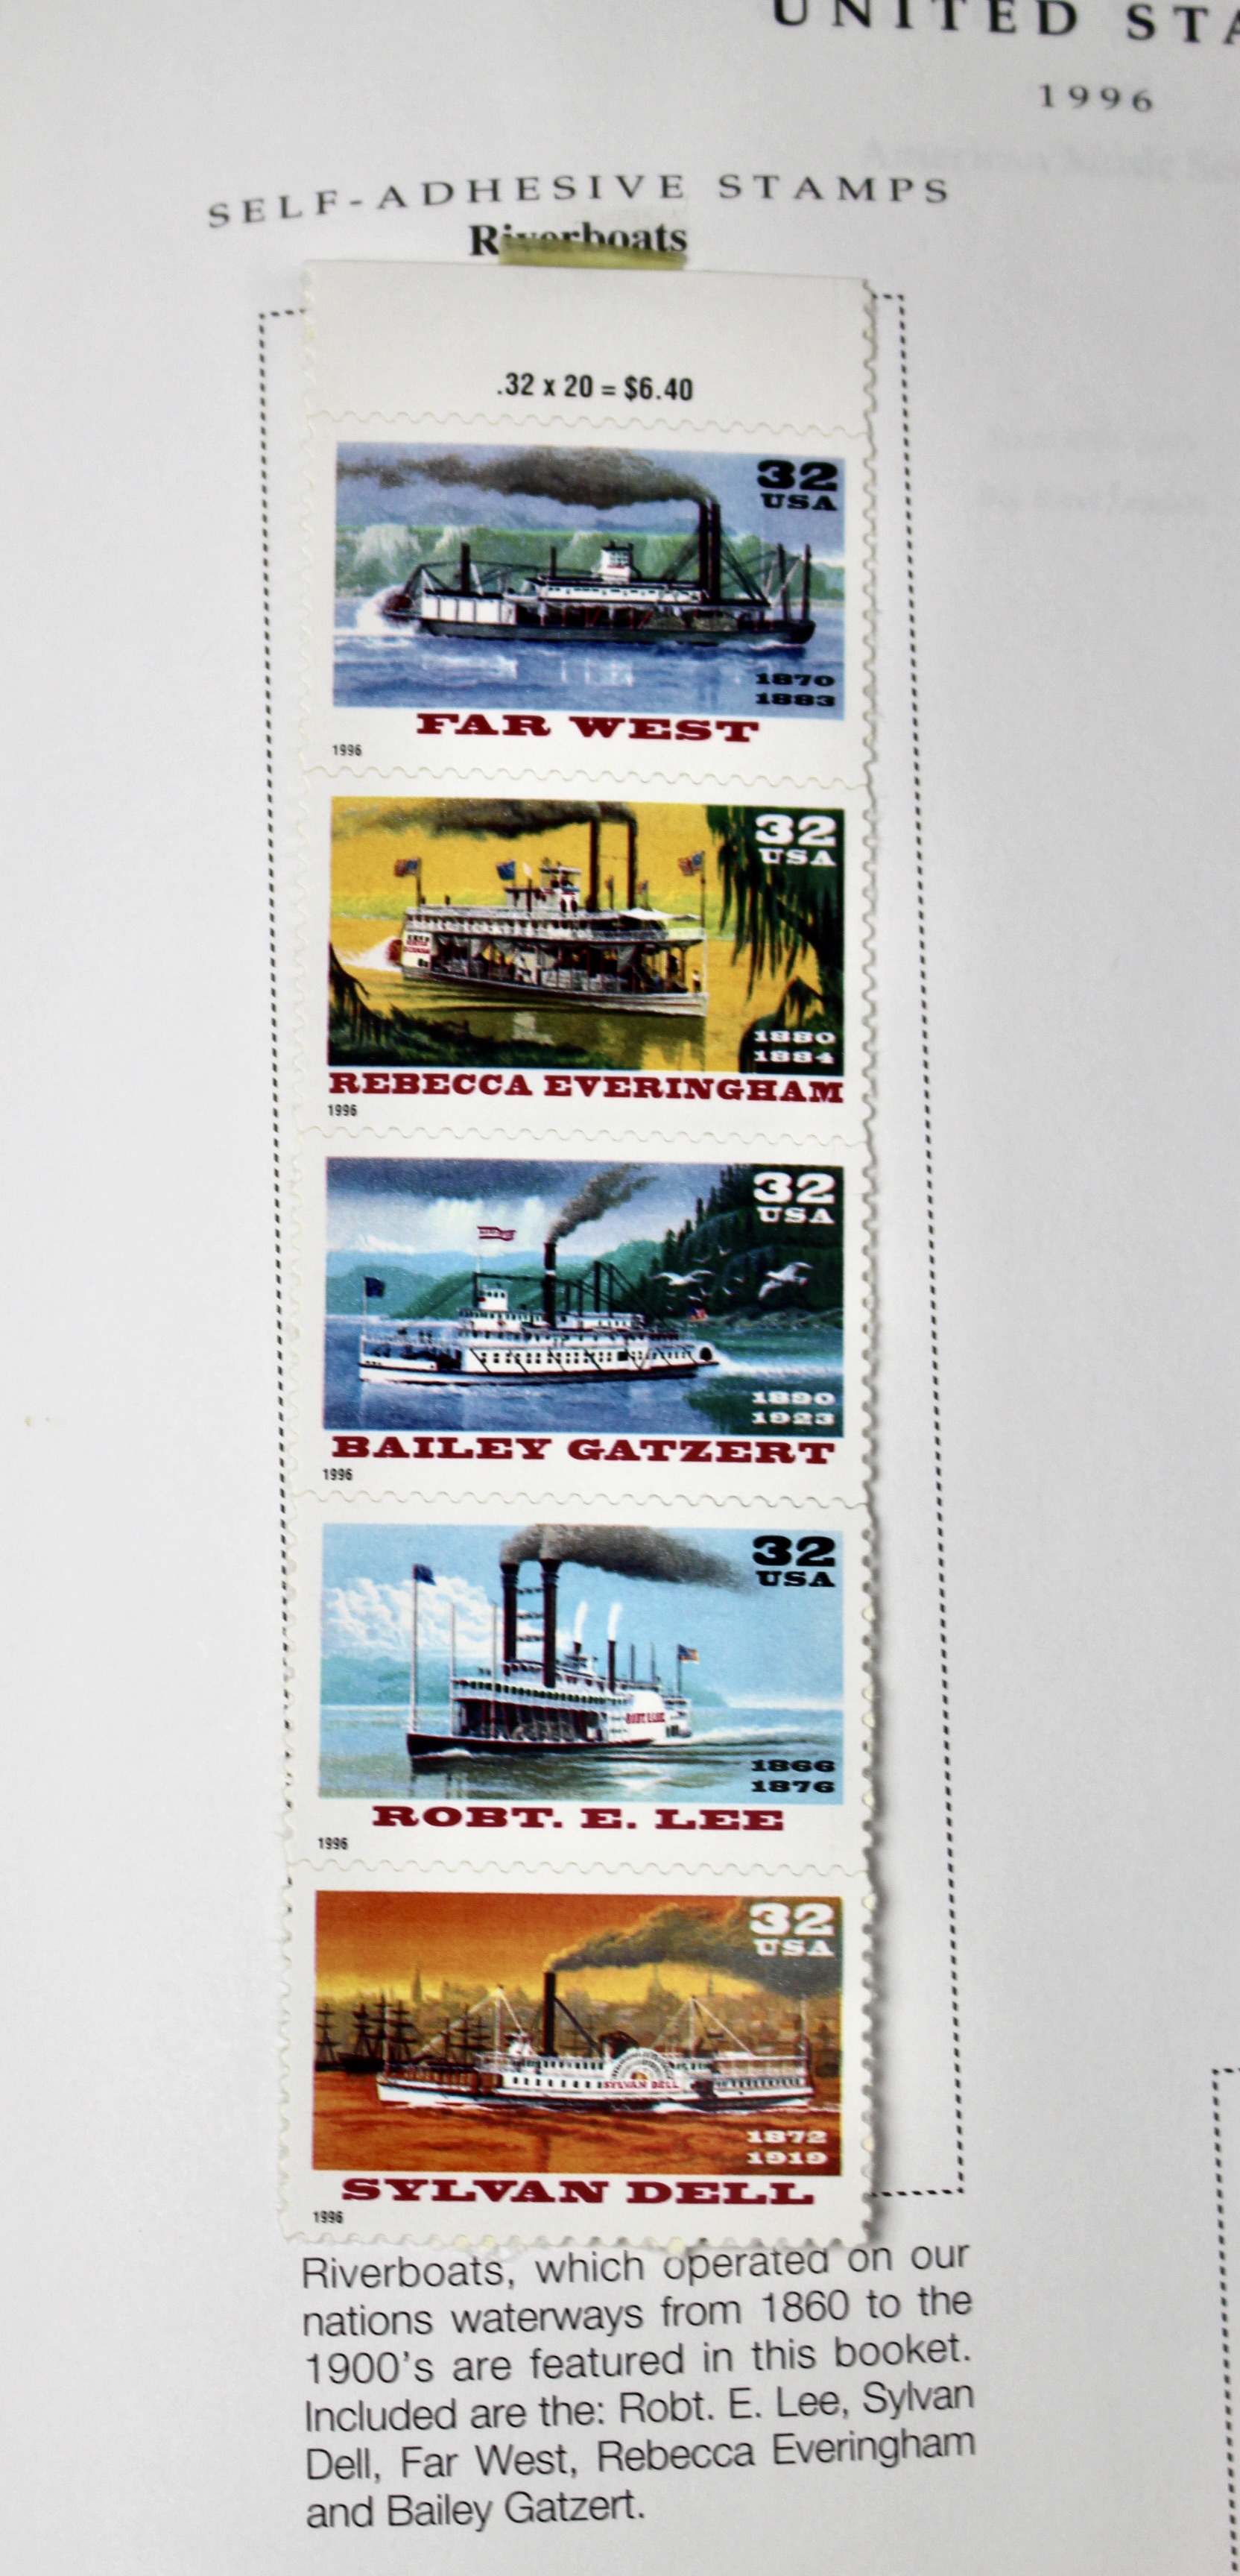 UNITED STA
1996
SELF-ADHESIVE STAMPS
Riverboats
.32 x 20 = $6.40
32
USA
1870
1883
FAR WEST
1996
32
USA
1880
1884
REBECCA EVERINGHAM
1996
32
USA
1890
1923
BAILEY GATZERT
1996
32
USA
ROBT. E. LEE
1866
1876
ROBT. E. LEE
1996
32
USA
SYLVAN DELL
1872
1919
SYLVAN DELL
1996
Riverboats, which operated on our
nations waterways from 1860 to the
1900's are featured in this booket.
Included are the: Robt. E. Lee, Sylvan
Dell, Far West, Rebecca Everingham
and Bailey Gatzert.